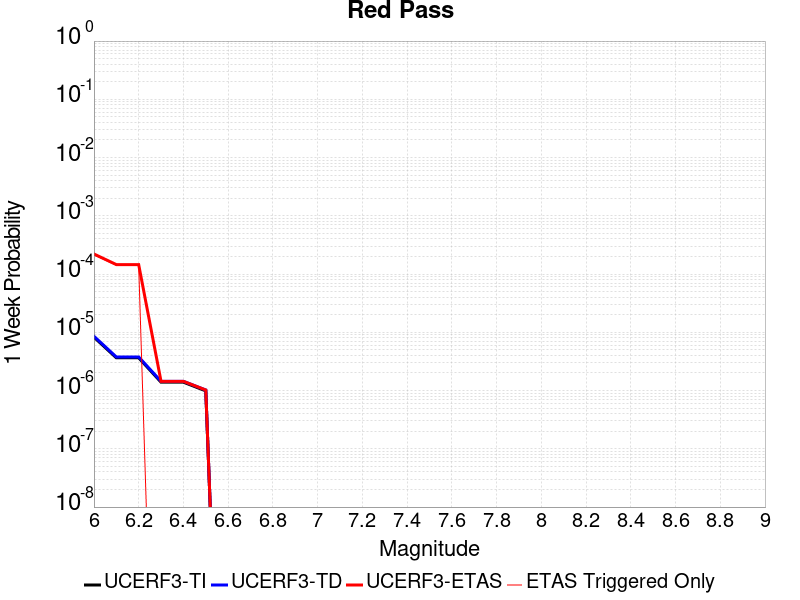 Red Pass
10^0
10^-1
10^-2
10^-3
10^-4
10^-5
10^-6
10^-7
10^-8
1 Week Probability
6 6.2 6.4 6.6 6.8 7 7.2 7.4 7.6 7.8 8 8.2 8.4 8.6 8.8 9
Magnitude
UCERF3-TI UCERF3-TD UCERF3-ETAS ETAS Triggered Only